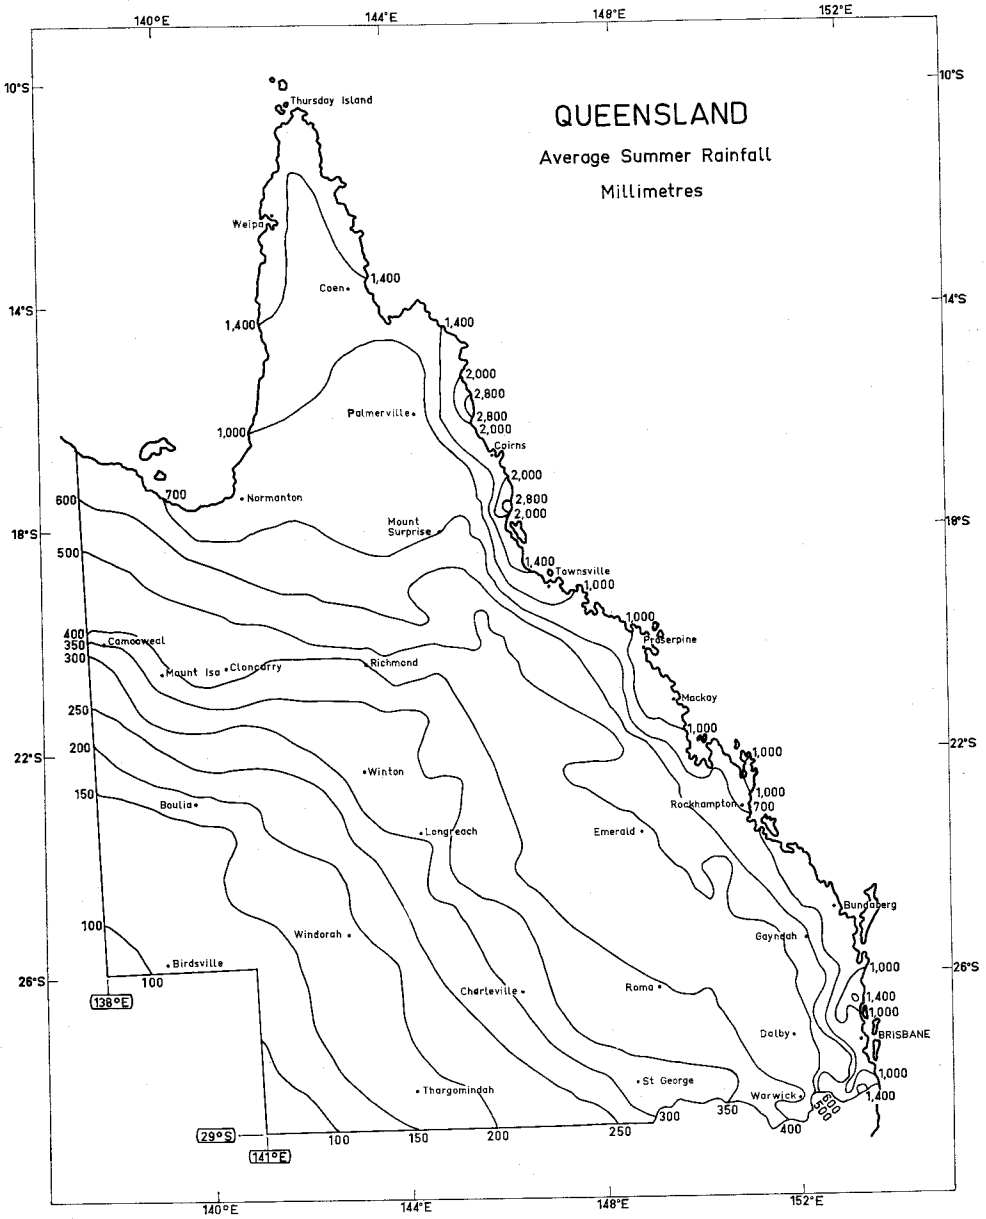 140°E 144°E 148°E 152°E
10°S 10°S
Thursday Island
QUEENSLAND
Average Summer Rainfall
Millimetres
Weipa
Coen
1,400
14°S 14°S
1,400 1,400
2,000
2,800
Palmerville
2,800
2,000
1,000
Cairns
2,000
700 Normanton 2,800
600
2,000
Mount
Surprise
18°S 18°S
500
1,400
Townsville
1,000
1,000
400 Camooweal Proserpine
350
300 Mount Isa Cloncurry Richmond
Mackay
250
1,000
200 1,000
22°S 22°S
Winton
150 1,000
Boulia Rockhampton 700
Longreach Emerald
Bundaberg
100
Windorah Gayndah
Birdsville 1,000
26°S 26°S
100
138°E Charleville Roma 1,400
1,000
Dalby BRISBANE
1,000
Thargomindah St George
Warwick 1,400
600
500
300 350
29°S 100 150 200 250 400
141°E
140°E 144°E 148°E 152°E